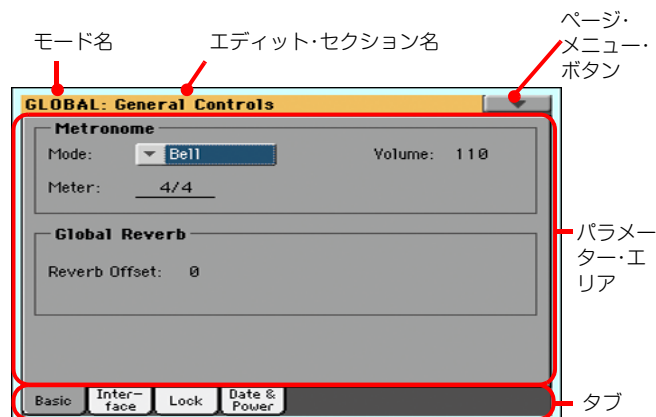 モード名
エディット・セクション名
ページ・
メニュー・
ボタン
GLOBAL: General Controls
Metronome
Mode: Bell Volume: 110
Meter: 4/4
Global Reverb
Reverb Offset: 0
パラメー
ター・エ
リア
Basic Inter-
face Lock Date &
Power
タブ